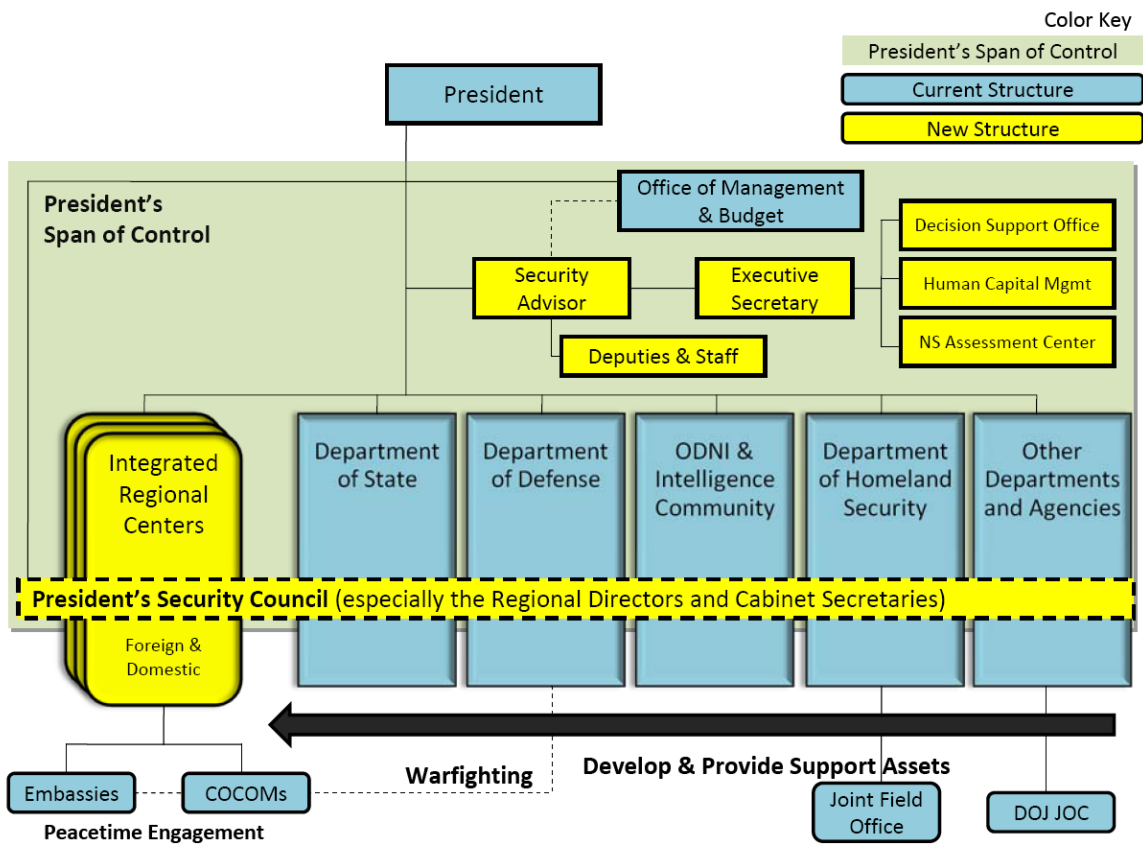 Color Key
President's Span of Control
Current Structure
New Structure
President
President's
Span of Control
Office of Management
& Budget
Security
Advisor
Executive
Secretary
Deputies & Staff
Decision Support Office
Human Capital Mgmt
NS Assessment Center
Integrated
Regional
Centers
Department
of State
Department
of Defense
ODNI &
Intelligence
Community
Department
of Homeland
Security
Other
Departments
and Agencies
President's Security Council (especially the Regional Directors and Cabinet Secretaries)
Foreign &
Domestic
Warfighting
Develop & Provide Support Assets
Embassies
COCOMs
Peacetime Engagement
Joint Field
Office
DOJ JOC